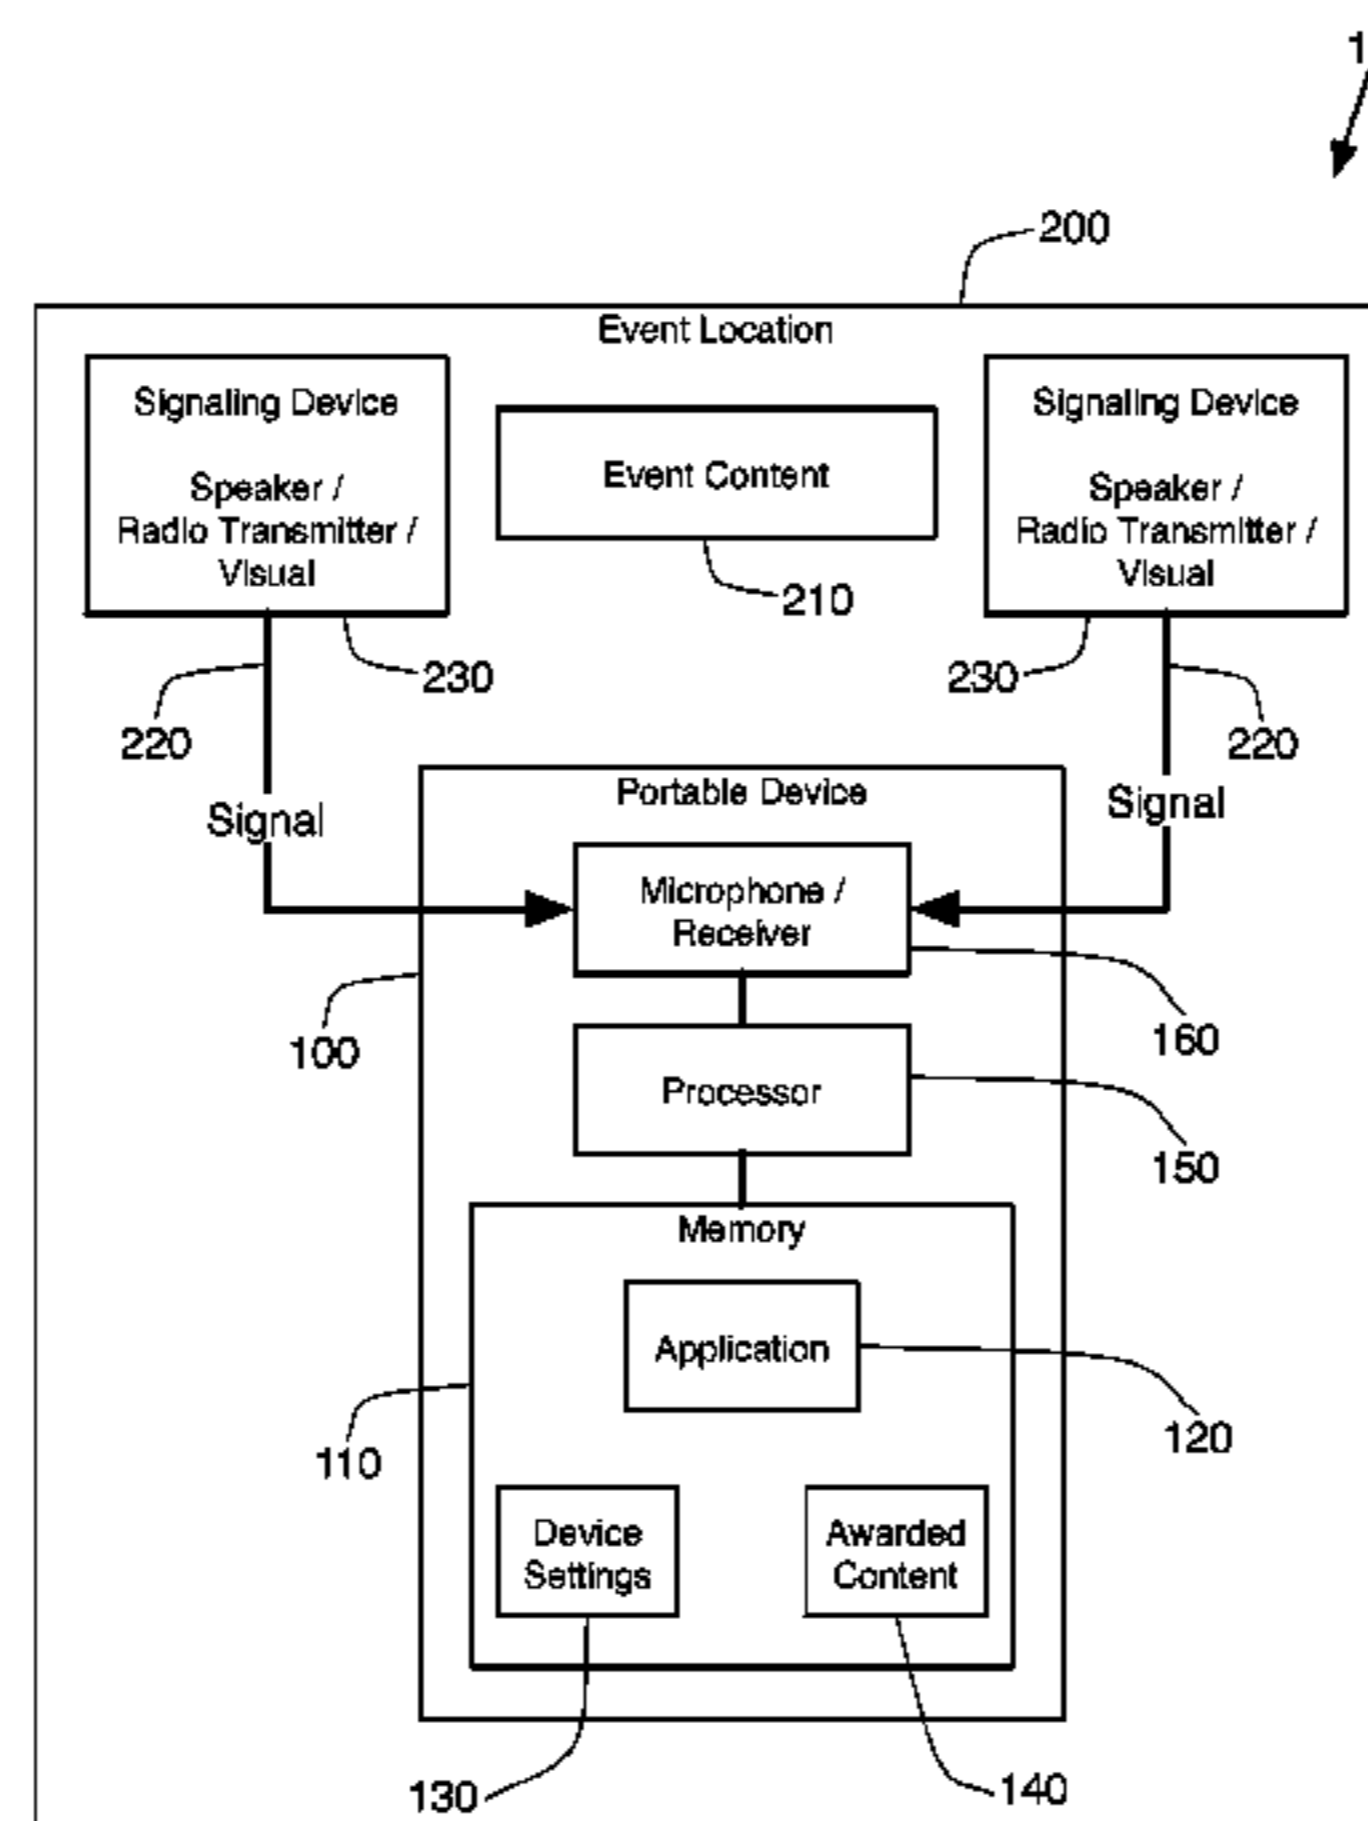 1
200
Event Location
Signaling Device
Speaker /
Radio Transmitter /
Visual
Event Content
Signaling Device
Speaker /
Radio Transmitter /
Visual
210
230
230
220
220
Signal
Signal
Portable Device
Microphone /
Receiver
100
160
Processor
150
Memory
Application
110
120
Device
Settings
Awarded
Content
130
140